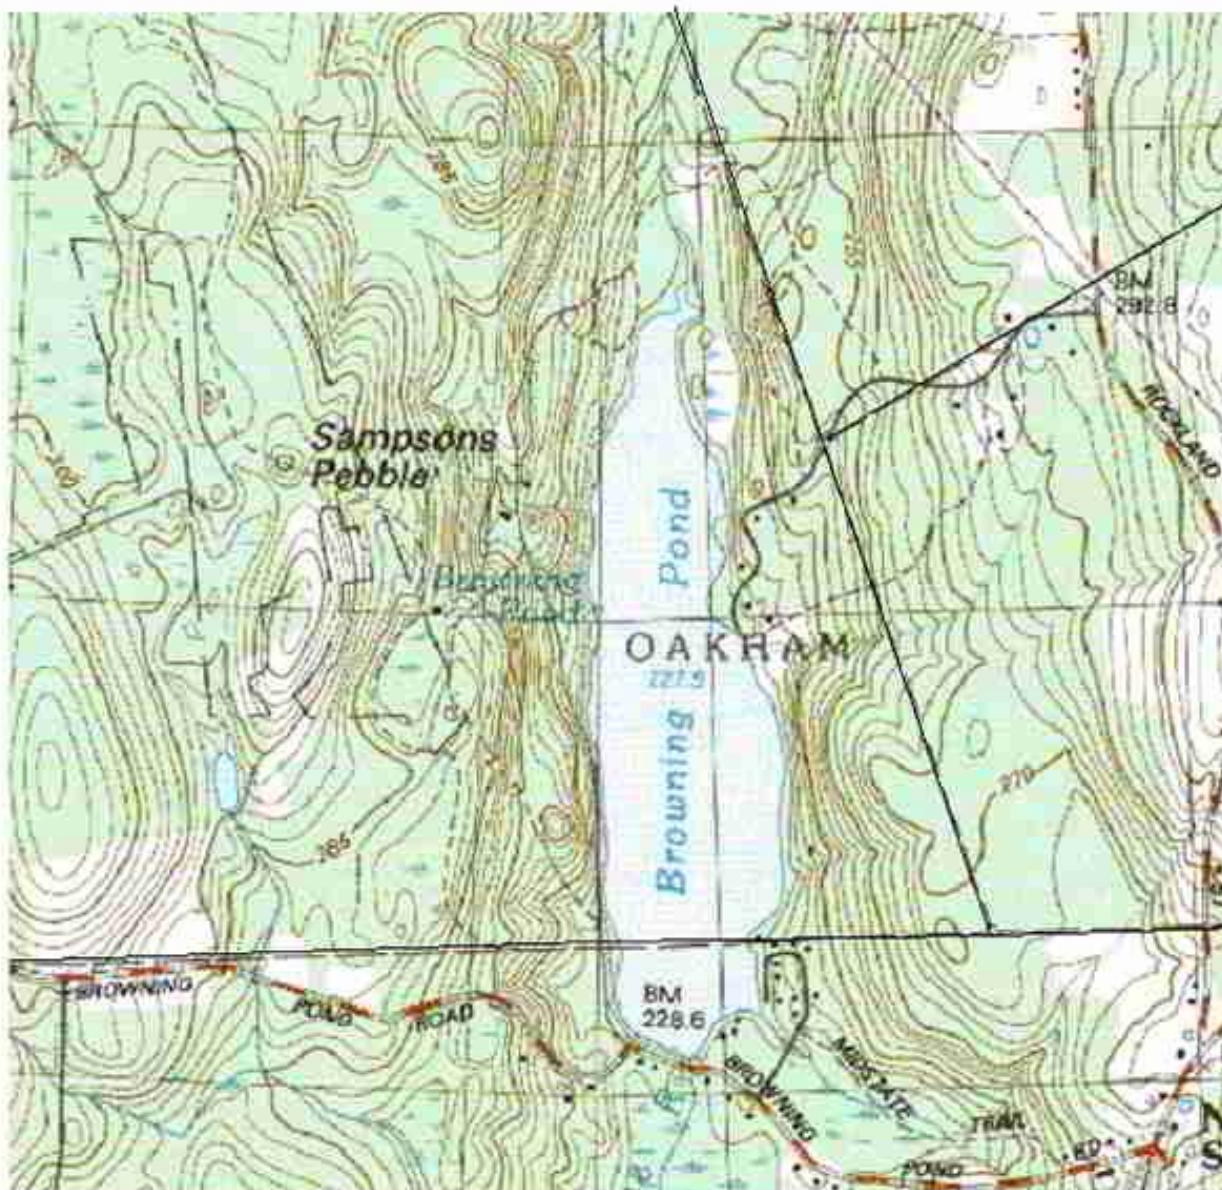 BM
292.8
ROCKLAND
Sampsons
Pebble
Browning Pond
OAKHAM
227.5
270
285
BROWNING
POND
ROAD
BM
228.6
BROWNING
MIDSTATE
TRAIL
POND
RD